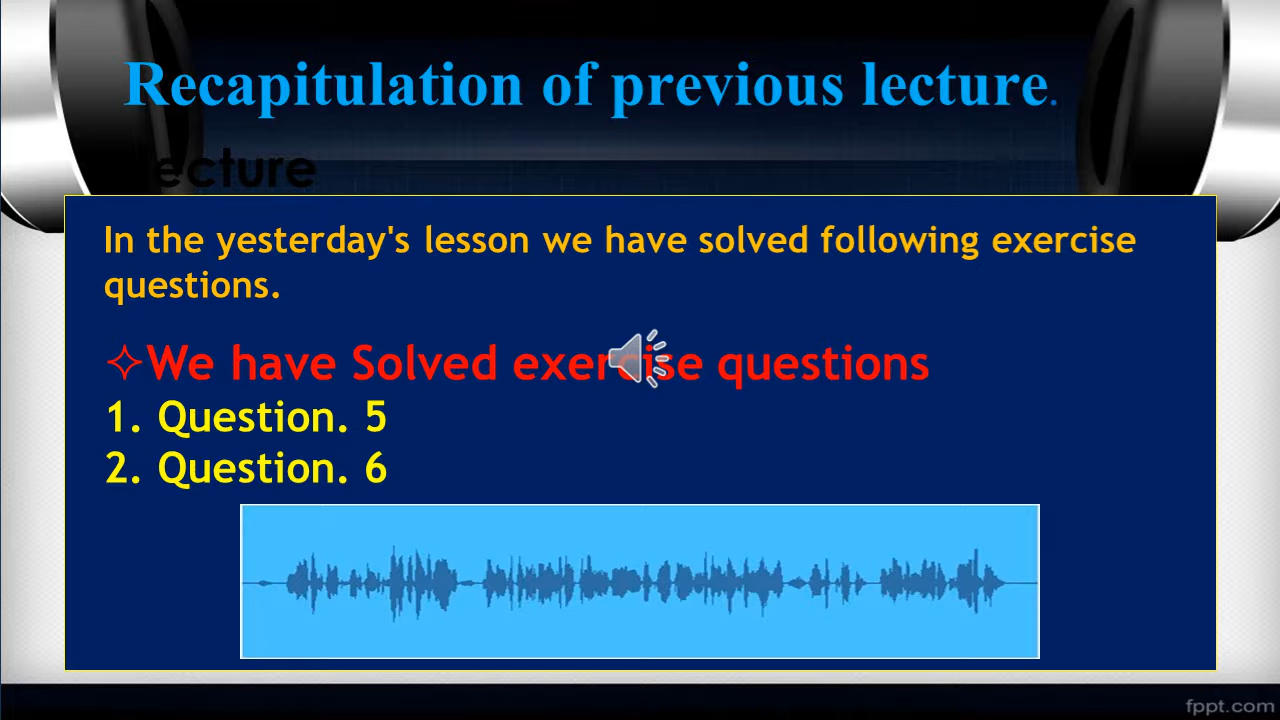 Recapitulation of previous lecture.
ecture
In the yesterday's lesson we have solved following exercise
questions.
✧We have Solved exercise questions
1. Question. 5
2. Question. 6
fppt.com